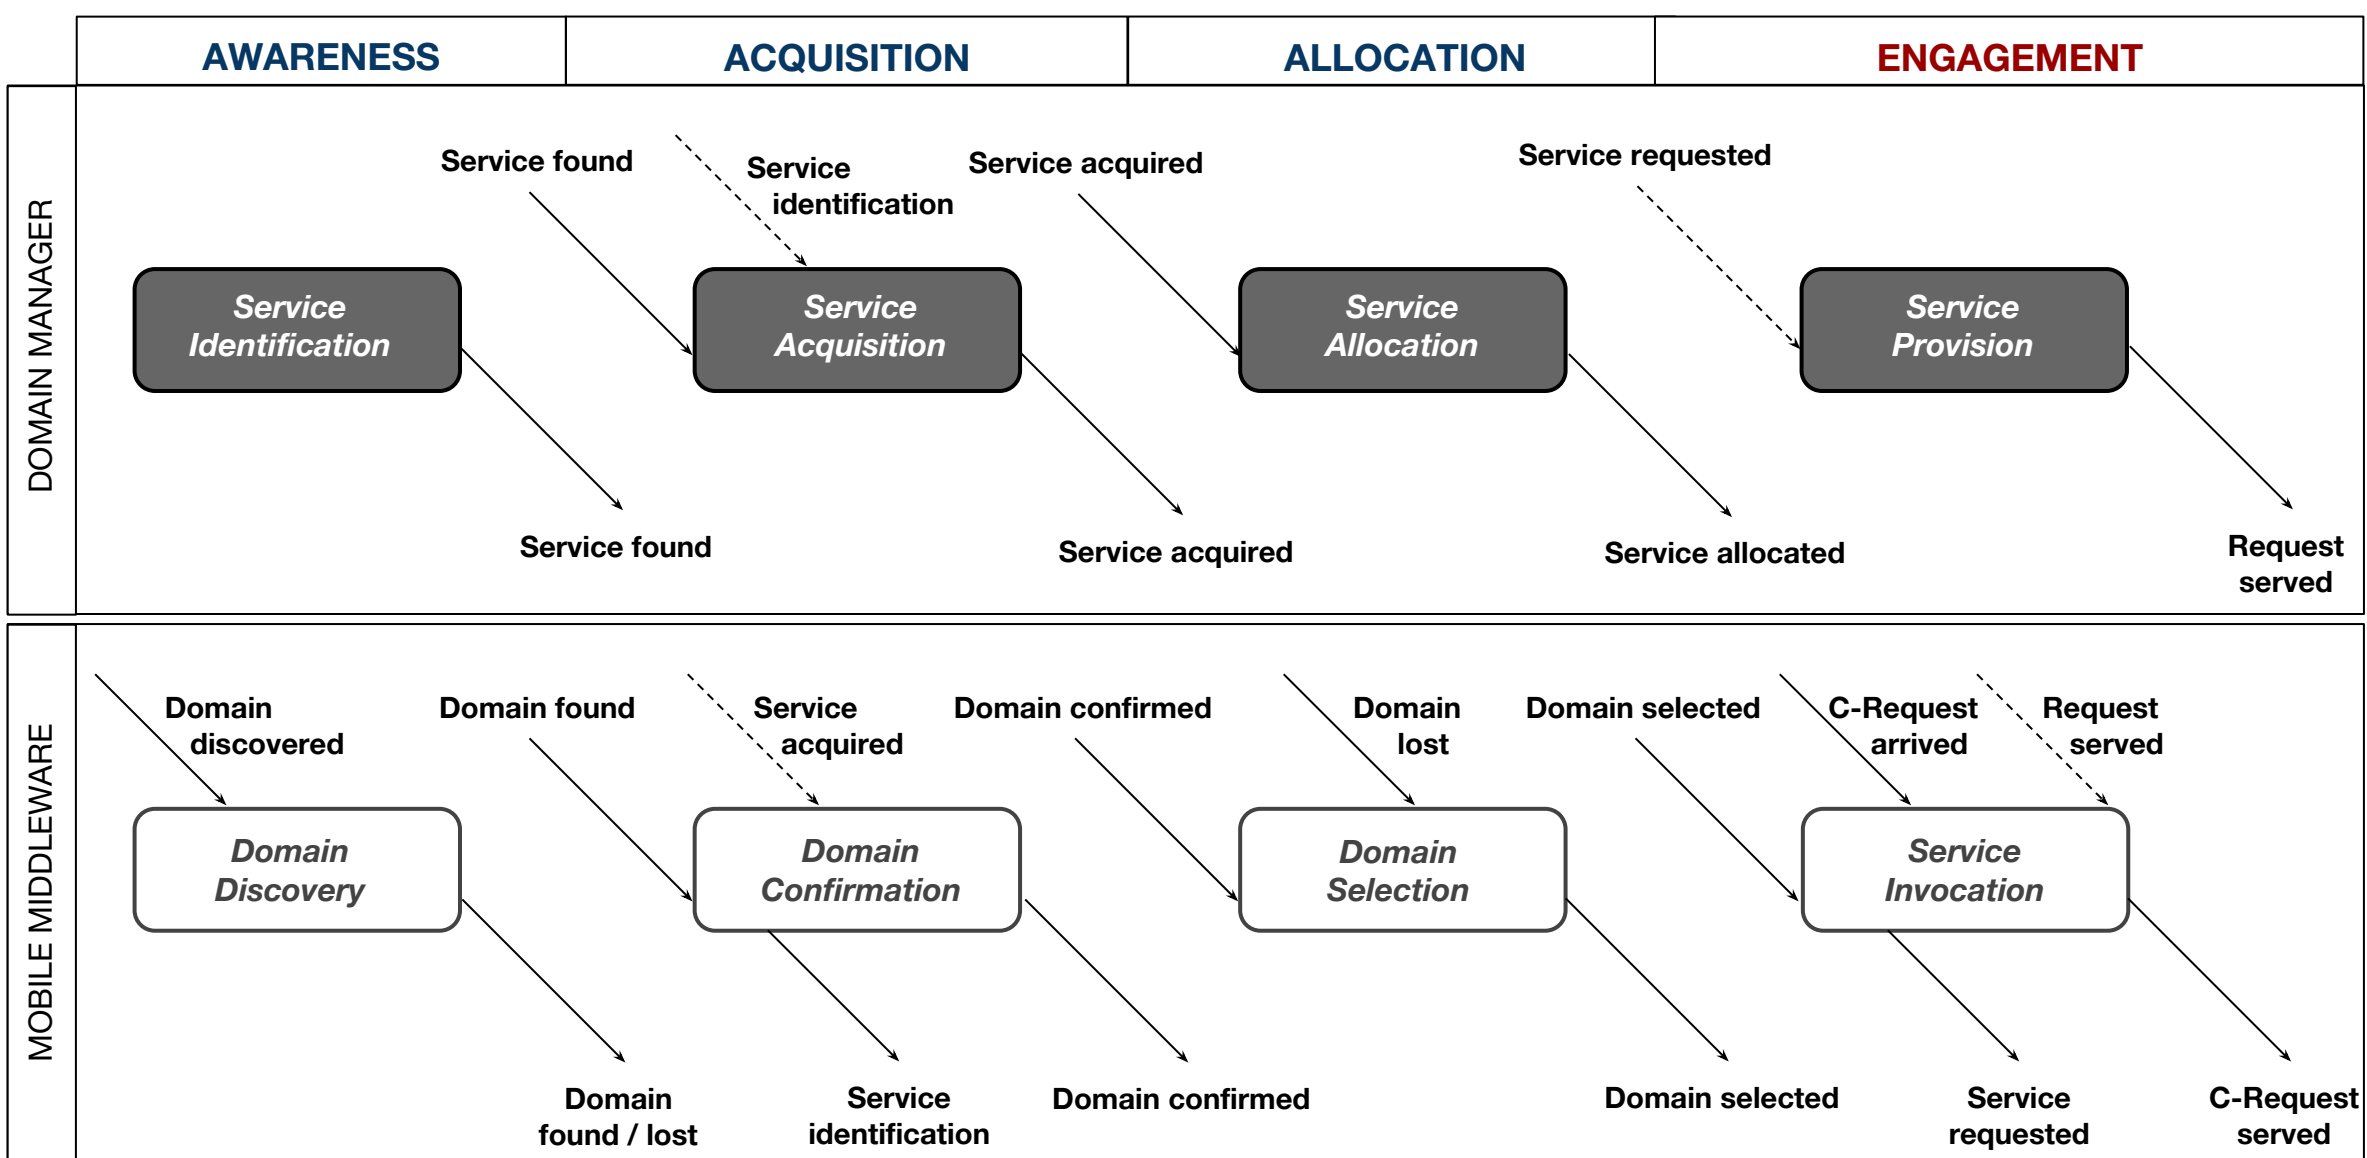 AWARENESS
ACQUISITION
ALLOCATION
ENGAGEMENT
DOMAIN MANAGER
Service found
Service
identification
Service acquired
Service requested
Service
Identification
Service
Acquisition
Service
Allocation
Service
Provision
Service found
Service acquired
Service allocated
Request
served
MOBILE MIDDLEWARE
Domain
discovered
Domain found
Service
acquired
Domain confirmed
Domain
lost
Domain selected
C-Request
arrived
Request
served
Domain
Discovery
Domain
Confirmation
Domain
Selection
Service
Invocation
Domain
found / lost
Service
identification
Domain confirmed
Domain selected
Service
requested
C-Request
served